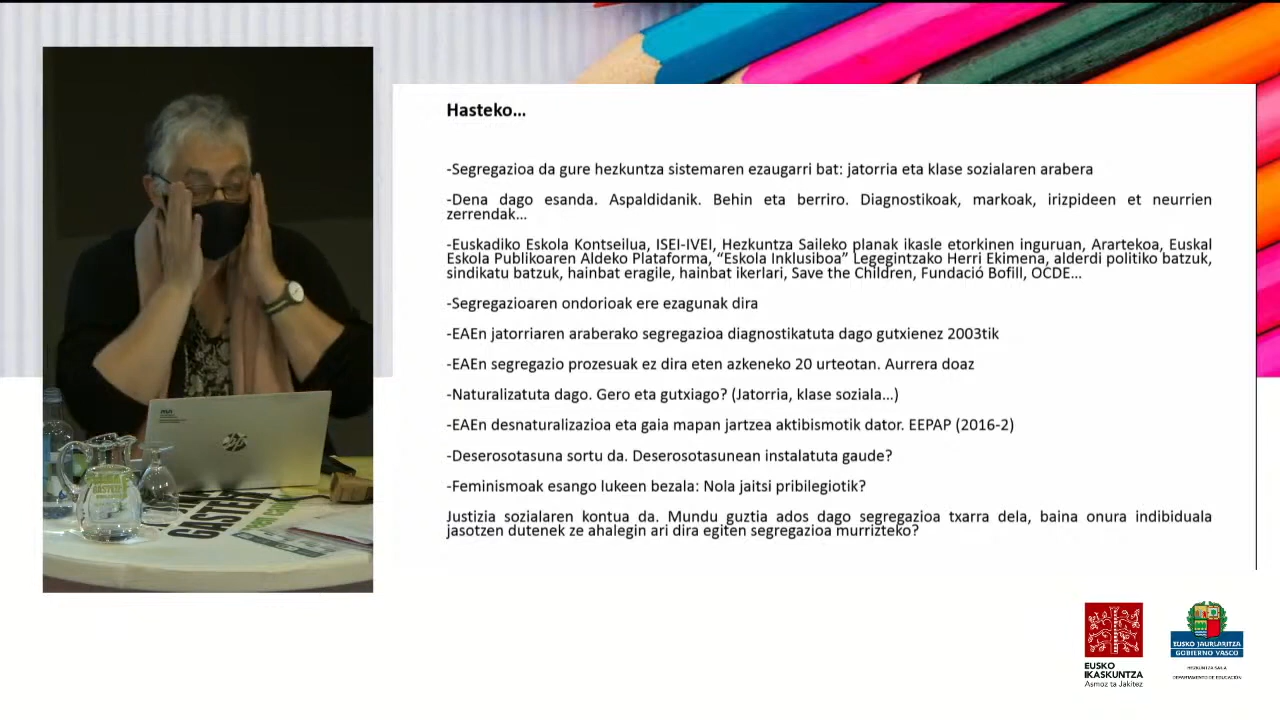 Hasteko...
-Segregazioa da gure hezkuntza sistemaren ezaugarri bat: jatorria eta klase sozialaren arabera
-Dena dago esanda. Aspaldidanik. Behin eta berriro. Diagnostikoak, markoak, irizpideen et neurrien
zerrendak...
-Euskadiko Eskola Kontseilua, ISEI-IVEI, Hezkuntza Saileko planak ikasle etorkinen inguruan, Arartekoa, Euskal
Eskola Publikoaren Aldeko Plataforma, “Eskola Inklusiboa” Legegintzako Herri Ekimena, alderdi politiko batzuk,
sindikatu batzuk, hainbat eragile, hainbat ikerlari, Save the Children, Fundació Bofill, OCDE...
-Segregazioaren ondorioak ere ezagunak dira
-EAEn jatorriaren araberako segregazioa diagnostikatuta dago gutxienez 2003tik
-EAEn segregazio prozesuak ez dira eten azkeneko 20 urteotan. Aurrera doaz
-Naturalizatuta dago. Gero eta gutxiago? (Jatorria, klase soziala...)
-EAEn desnaturalizazioa eta gaia mapan jartzea aktibismotik dator. EEPAP (2016-2)
-Deserosotasuna sortu da. Deserosotasunean instalatuta gaude?
-Feminismoak esango lukeen bezala: Nola jaitsi pribilegiotik?
Justizia sozialaren kontua da. Mundu guztia ados dago segregazioa txarra dela, baina onura indibiduala
jasotzen dutenek ze ahalegin ari dira egiten segregazioa murrizteko?
hp
GASTEI
EUSKO
IKASKUNTZA
Asmoz ta Jakitez
EUSKO JAURLARITZA
GOBIERNO VASCO
HEZKUNTZA SAILA
DEPARTAMENTO DE EDUCACIÓN